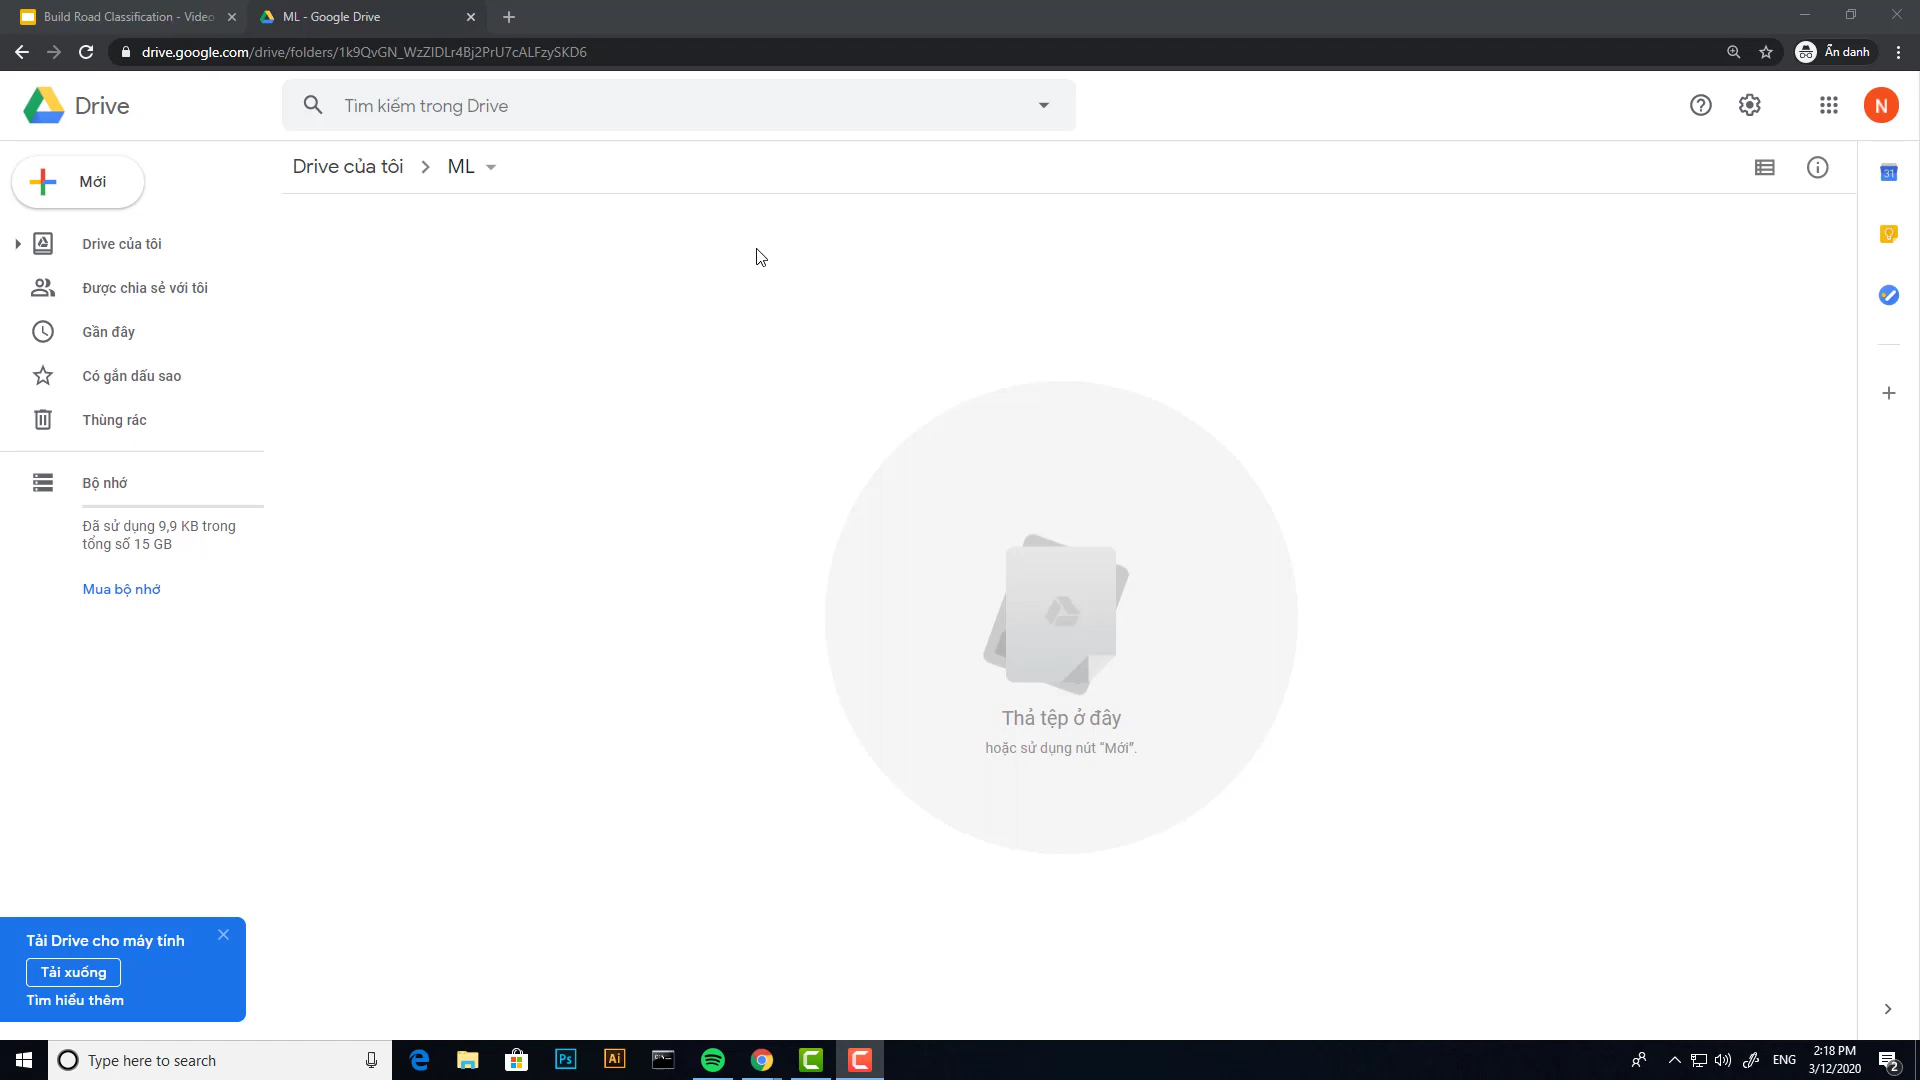 Build Road Classification - Video
ML - Google Drive
drive.google.com/drive/folders/1k9QvGN_WzZIDLr4Bj2PrU7cALFzySKD6
Ẩn danh
Drive
Tìm kiếm trong Drive
N
Mới
Drive của tôi
ML
31
Drive của tôi
Được chia sẻ với tôi
Gần đây
Có gắn dấu sao
Thùng rác
Bộ nhớ
Đã sử dụng 9,9 KB trong
tổng số 15 GB
Mua bộ nhớ
Thả tệp ở đây
hoặc sử dụng nút “Mới”.
Tải Drive cho máy tính
Tải xuống
Tìm hiểu thêm
Type here to search
Ps
Ai
ENG
2:18 PM
3/12/2020
2